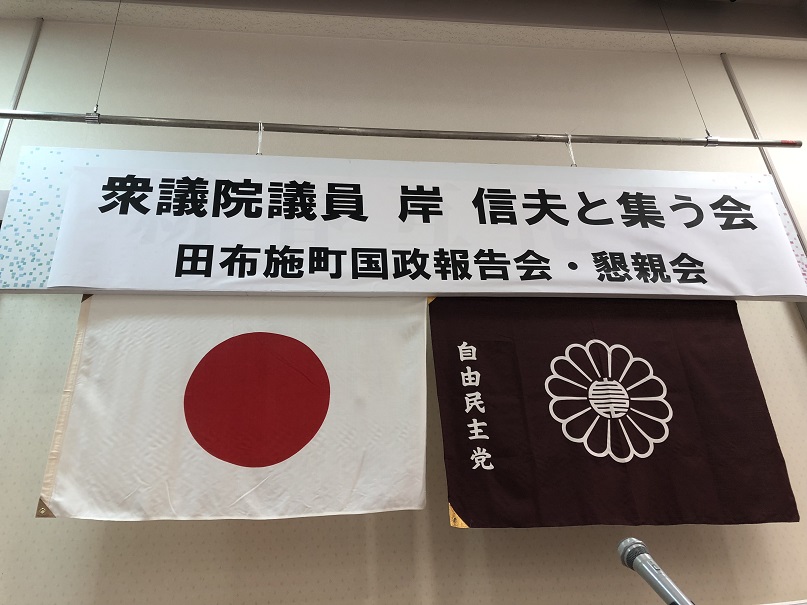 衆議院議員 岸 信夫と集う会
田布施町国政報告会・懇親会
自由民主党